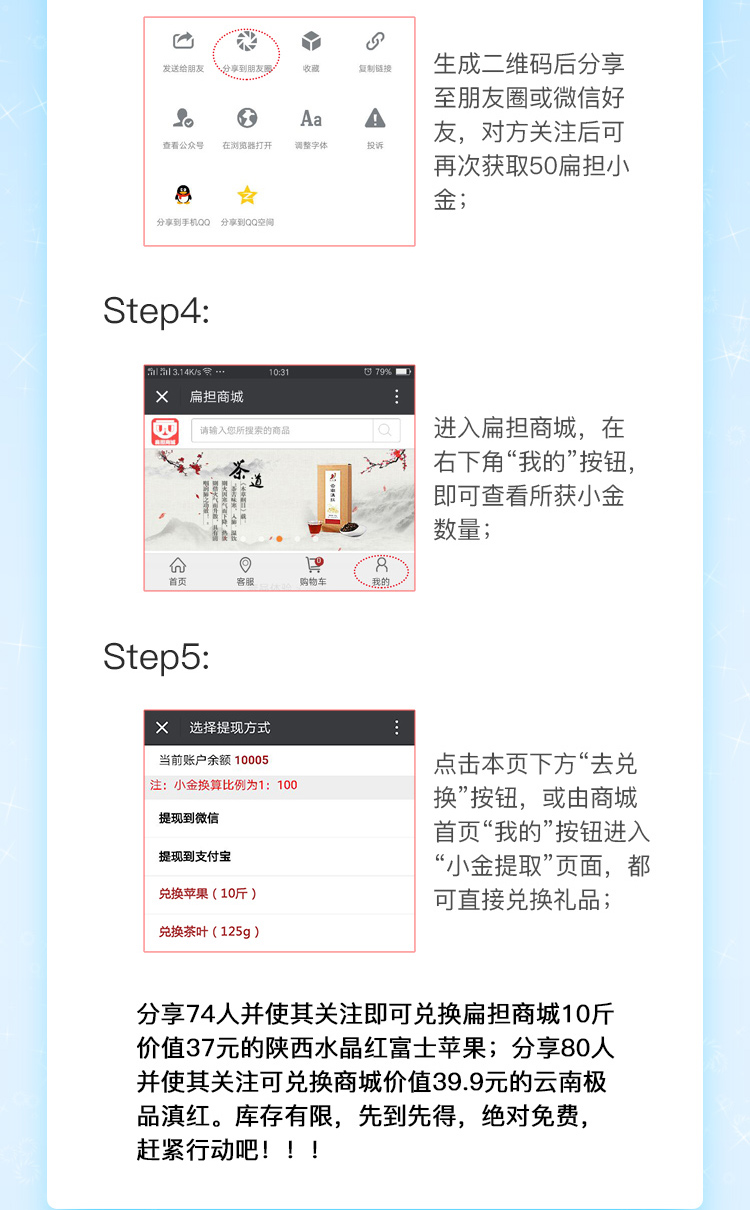 发送给朋友
分享到朋友圈
收藏
复制链接
查看公众号
在浏览器打开
Aa
调整字体
投诉
分享到手机QQ
分享到QQ空间
生成二维码后分享
至朋友圈或微信好
友，对方关注后可
再次获取50扁担小
金；
Step4:
3.14K/s
10:31
79%
扁担商城
请输入您所搜索的商品
茶道
首页
客服
购物车
0
我的
进入扁担商城，在
右下角“我的”按钮，
即可查看所获小金
数量；
Step5:
选择提现方式
当前账户余额 10005
注：小金换算比例为1：100
提现到微信
提现到支付宝
兑换苹果（10斤）
兑换茶叶（125g）
点击本页下方“去兑
换”按钮，或由商城
首页“我的”按钮进入
“小金提取”页面，都
可直接兑换礼品；
分享74人并使其关注即可兑换扁担商城10斤
价值37元的陕西水晶红富士苹果；分享80人
并使其关注可兑换商城价值39.9元的云南极
品滇红。库存有限，先到先得，绝对免费，
赶紧行动吧！！！